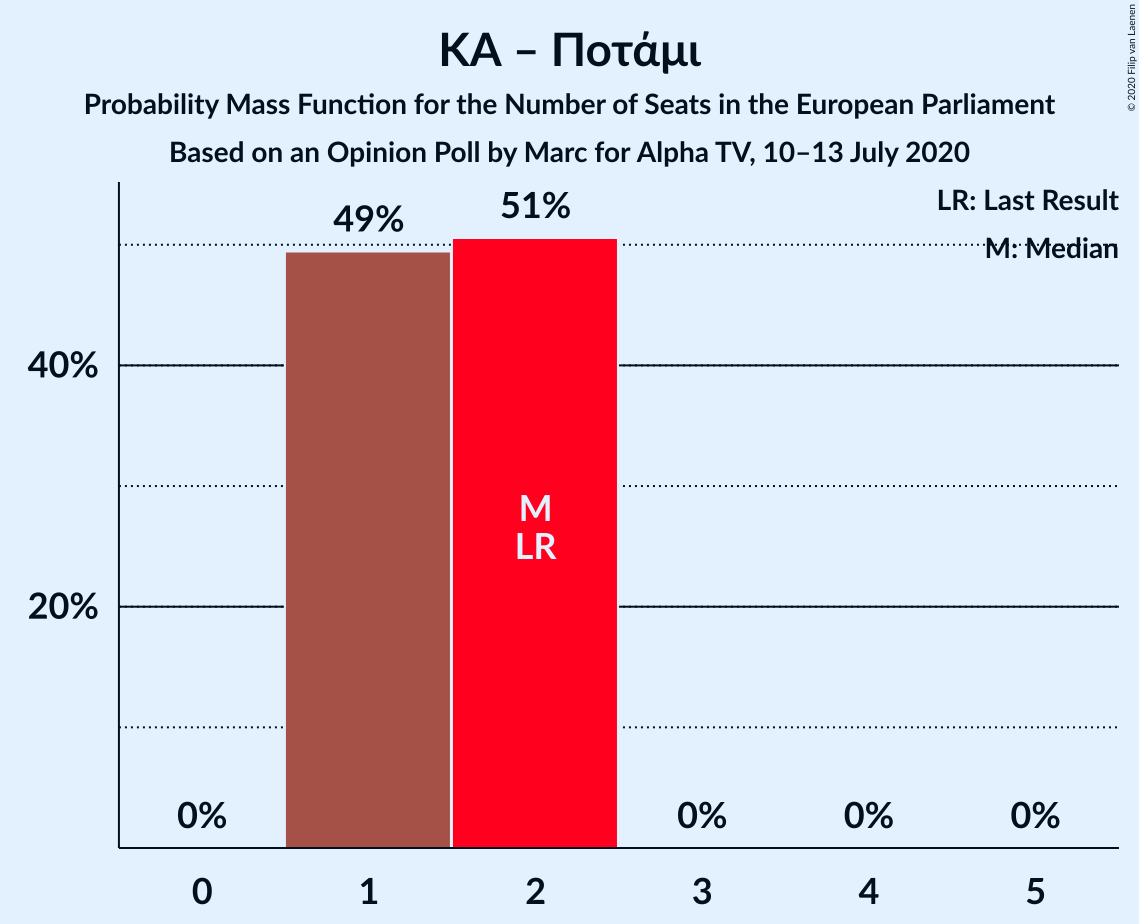 ΚΑ – Ποτάμι
Probability Mass Function for the Number of Seats in the European Parliament
Based on an Opinion Poll by Marc for Alpha TV, 10–13 July 2020
© 2020 Filip van Laenen
LR: Last Result
M: Median
49%
51%
40%
20%
M
LR
0%
0%
0%
0%
0
1
2
3
4
5